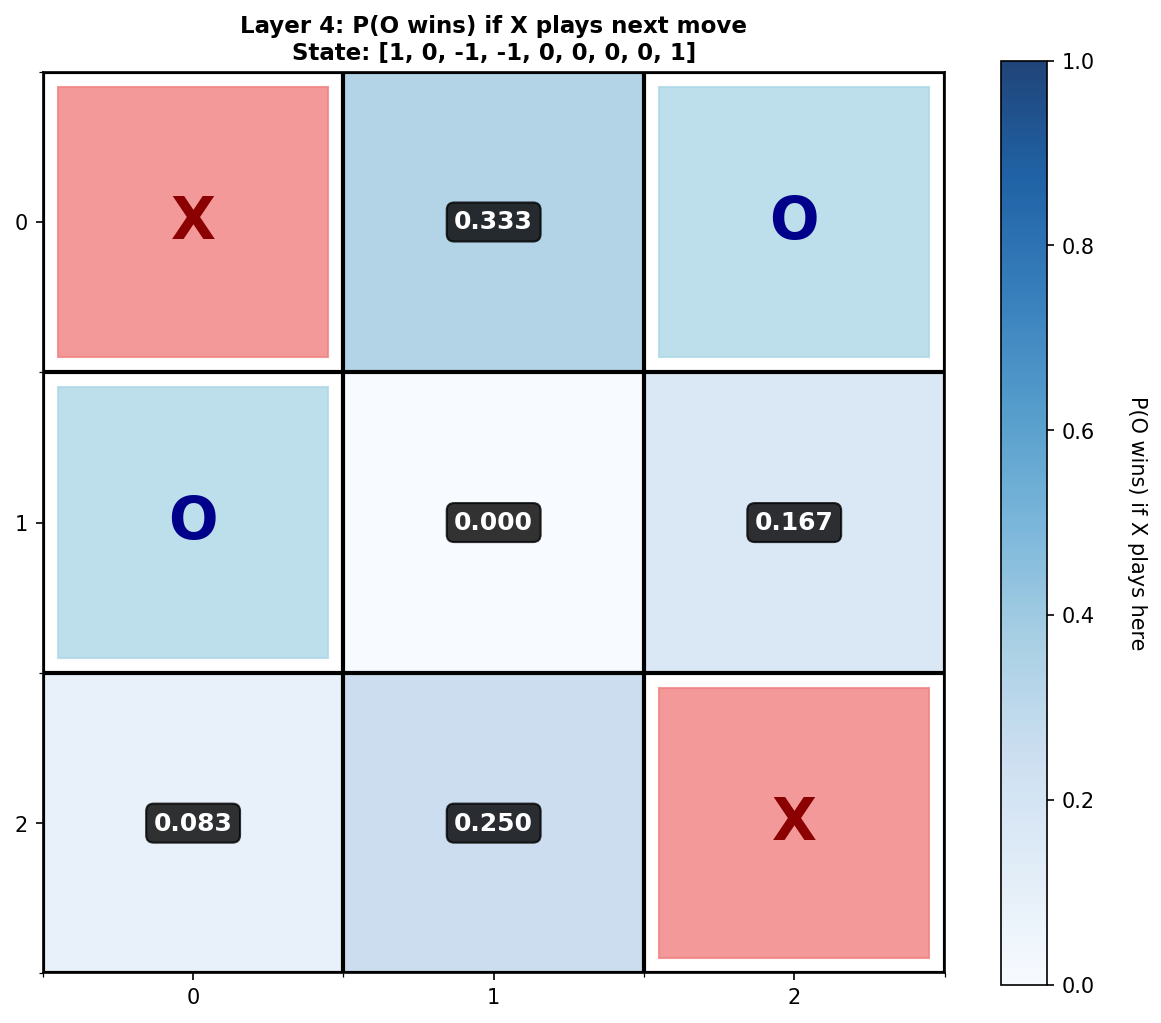 Layer 4: P(O wins) if X plays next move
State: [1, 0, -1, -1, 0, 0, 0, 0, 1]
X
0.333
O
O
0.000
0.167
0.083
0.250
X
0
1
2
0
1
2
1.0
0.8
0.6
0.4
0.2
0.0
P(O wins) if X plays here